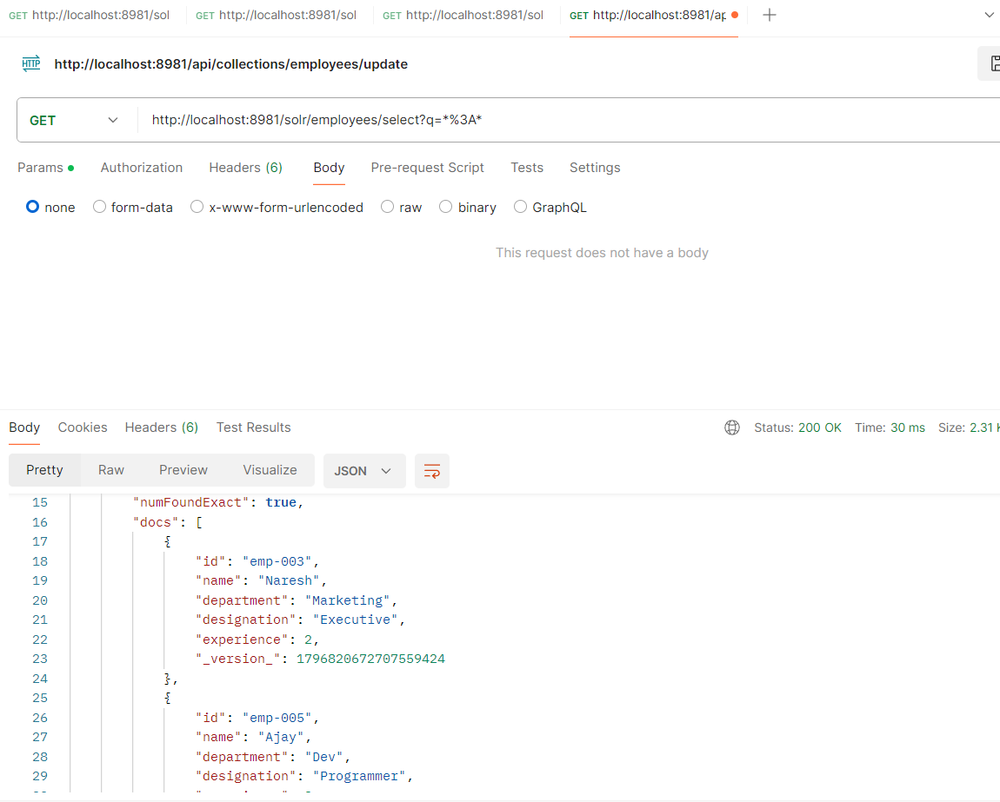 GET http://localhost:8981/sol GET http://localhost:8981/sol GET http://localhost:8981/sol GET http://localhost:8981/ap
HTTP http://localhost:8981/api/collections/employees/update
GET http://localhost:8981/solr/employees/select?q=*%3A*
Params Authorization Headers (6) Body Pre-request Script Tests Settings
none form-data x-www-form-urlencoded raw binary GraphQL
This request does not have a body
Body Cookies Headers (6) Test Results Status: 200 OK Time: 30 ms Size: 2.31
Pretty Raw Preview Visualize JSON
15 "numFoundExact": true,
16 "docs": [
17 {
18 "id": "emp-003",
19 "name": "Naresh",
20 "department": "Marketing",
21 "designation": "Executive",
22 "experience": 2,
23 "_version_": 1796820672707559424
24 },
25 {
26 "id": "emp-005",
27 "name": "Ajay",
28 "department": "Dev",
29 "designation": "Programmer",